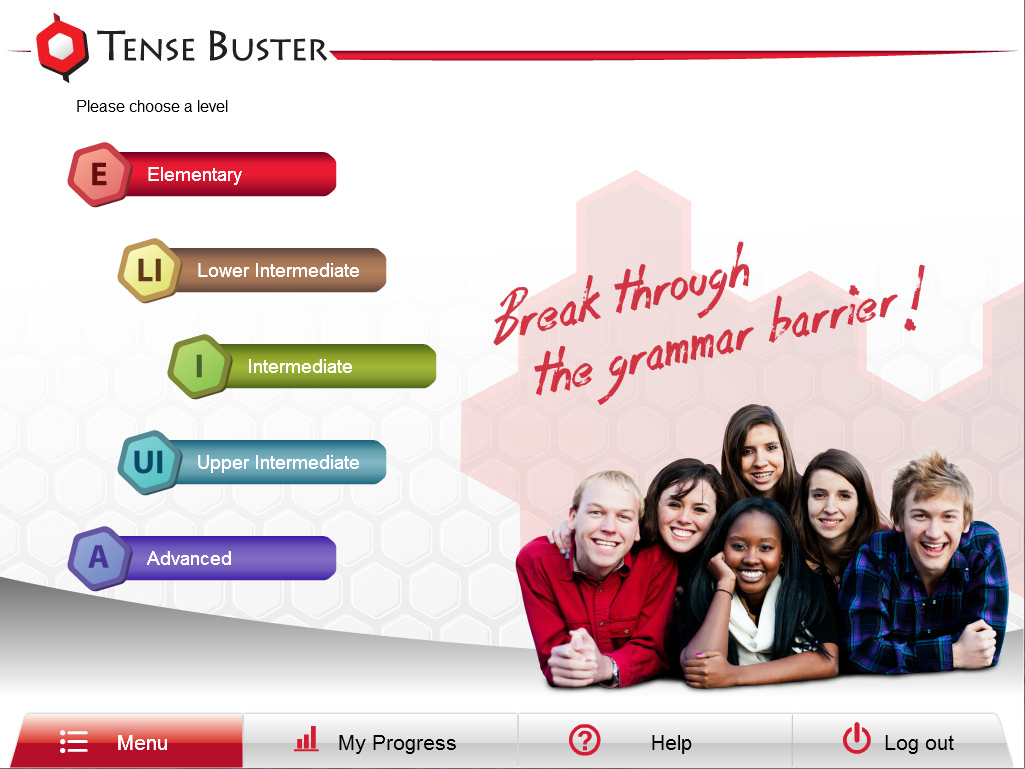 TENSE BUSTER
Please choose a level
E Elementary
LI Lower Intermediate
I Intermediate
UI Upper Intermediate
A Advanced
Break through
the grammar barrier!
Menu My Progress Help Log out